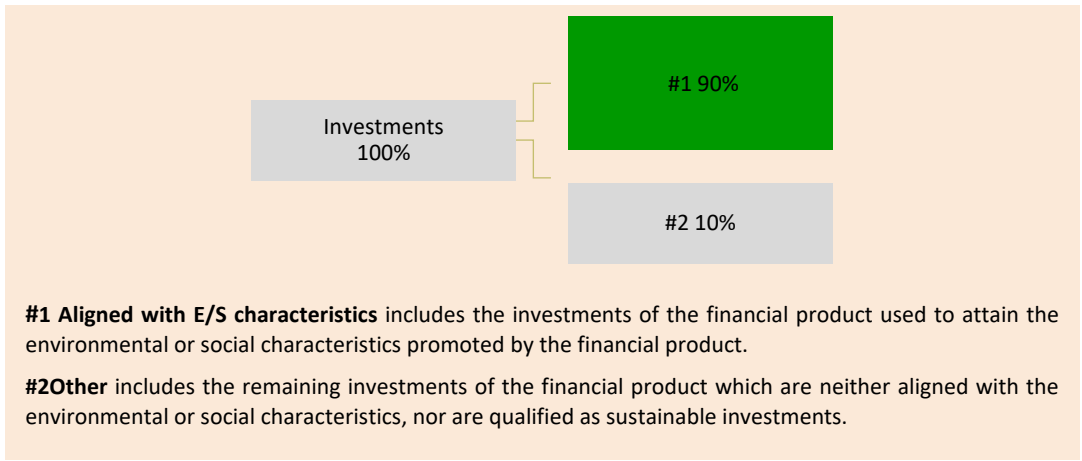 #1 90%
Investments
100%
#2 10%
#1 Aligned with E/S characteristics includes the investments of the financial product used to attain the
environmental or social characteristics promoted by the financial product.
#2Other includes the remaining investments of the financial product which are neither aligned with the
environmental or social characteristics, nor are qualified as sustainable investments.